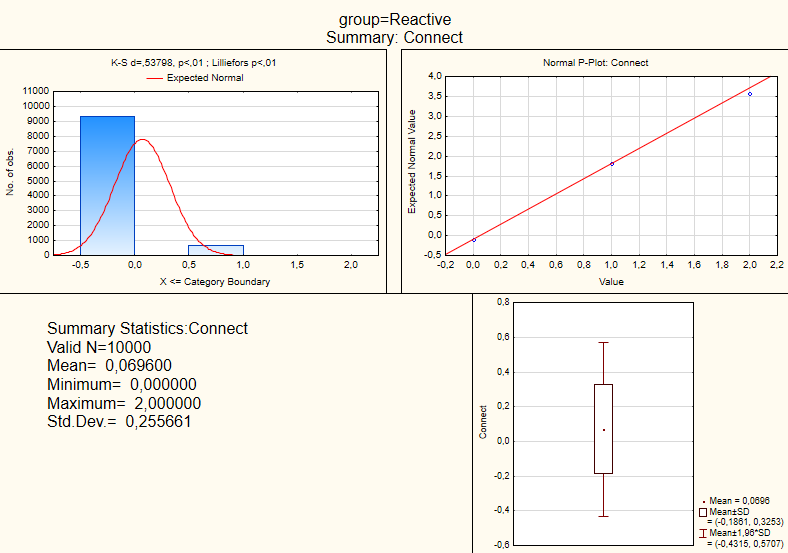 group=Reactive
Summary: Connect
K-S d=,53798, p<,01 ; Lilliefors p<,01
Expected Normal
11000
10000
9000
8000
7000
6000
5000
4000
3000
2000
1000
0
No. of obs.
-0,5 0,0 0,5 1,0 1,5 2,0
X <= Category Boundary
Normal P-Plot: Connect
4,0
3,5
3,0
2,5
2,0
1,5
1,0
0,5
0,0
-0,5
Expected Normal Value
-0,2 0,0 0,2 0,4 0,6 0,8 1,0 1,2 1,4 1,6 1,8 2,0 2,2
Value
Summary Statistics:Connect
Valid N=10000
Mean= 0,069600
Minimum= 0,000000
Maximum= 2,000000
Std.Dev.= 0,255661
0,8
0,6
0,4
0,2
0,0
-0,2
-0,4
-0,6
Connect
Mean = 0,0696
Mean±SD
= (-0,1861, 0,3253)
Mean±1,96*SD
= (-0,4315, 0,5707)